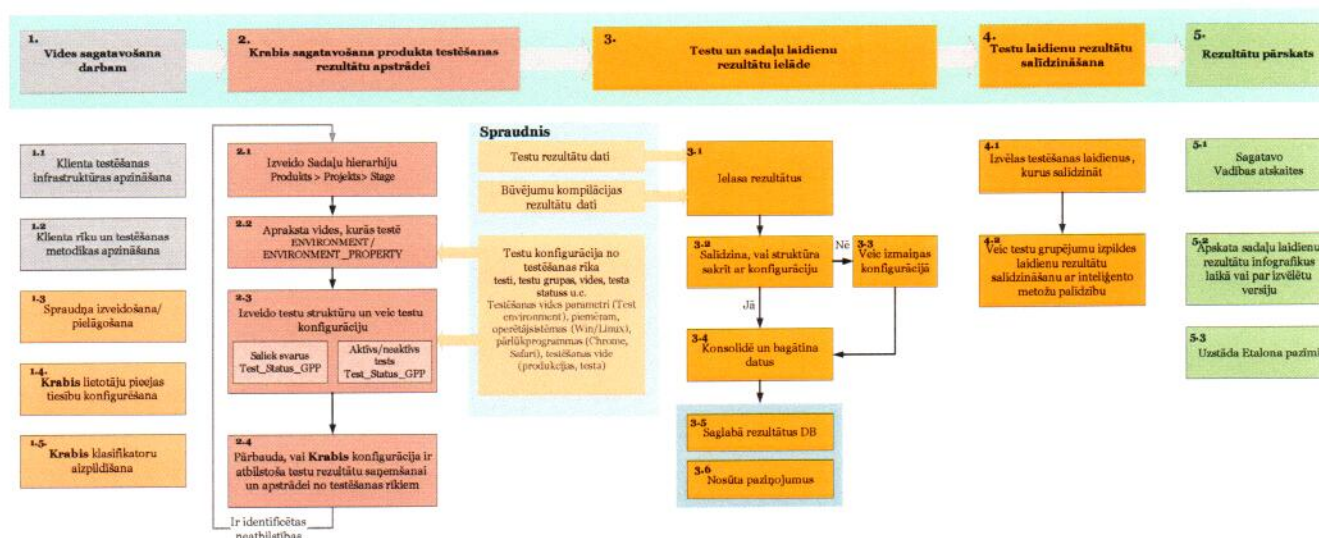 1.
Vides sagatavošana
darbam
2.
Krabis sagatavošana produkta testēšanas
rezultātu apstrādei
3.
Testu un sadaļu laidienu
rezultātu ielāde
4.
Testu laidienu rezultātu
salīdzināšana
5.
Rezultātu pārskats
1.1
Klienta testēšanas
infrastruktūras apzināšana
1.2
Klienta rīku un testēšanas
metodikas apzināšana
1.3
Spraudņa izveidošana/
pielāgošana
1.4.
Krabis lietotāju pieejas
tiesību konfigurēšana
1.5.
Krabis klasifikatoru
aizpildīšana
2.1
Izveido Sadaļu hierarhiju
Produkts > Projekts> Stage
2.2
Apraksta vides, kurās testē
ENVIRONMENT/
ENVIRONMENT_PROPERTY
2.3
Izveido testu struktūru un veic testu
konfigurāciju
Saliek svarus
Test_Status_GPP
Aktīvs/neaktīvs
tests
Test_Status_GPP
2.4
Pārbauda, vai Krabis konfigurācija ir
atbilstoša testu rezultātu saņemšanai
un apstrādei no testēšanas rīkiem
Ir identificētas
neatbilstības
Spraudnis
Testu rezultātu dati
Būvējumu kompilācijas
rezultātu dati
Testu konfigurācija no
testēšanas rīka
testi, testu grupas, vides, testa
statuss u.c.
Testēšanas vides parametri (Test
environment), piemēram,
operētājsistēmas (Win/Linux),
pārlūkprogrammas (Chrome,
Safari), testēšanas vide
(produkcijas, testa)
3.1
Ielasa rezultātus
3.2
Salīdzina, vai struktūra
sakrīt ar konfigurāciju
Nē
3.3
Veic izmaiņas
konfigurācijā
Jā
3.4
Konsolidē un bagātina
datus
3.5
Saglabā rezultātus DB
3.6
Nosūta paziņojumus
4.1
Izvēlas testēšanas laidienus,
kurus salīdzināt
4.2
Veic testu grupējumu izpildes
laidienu rezultātu
salīdzināšanu ar inteliģento
metožu palīdzību
5.1
Sagatavo
Vadības atskaites
5.2
Apskata sadaļu laidienu
rezultātu infografikus
laikā vai par izvēlētu
versiju
5.3
Uzstāda Etalona pazīmi